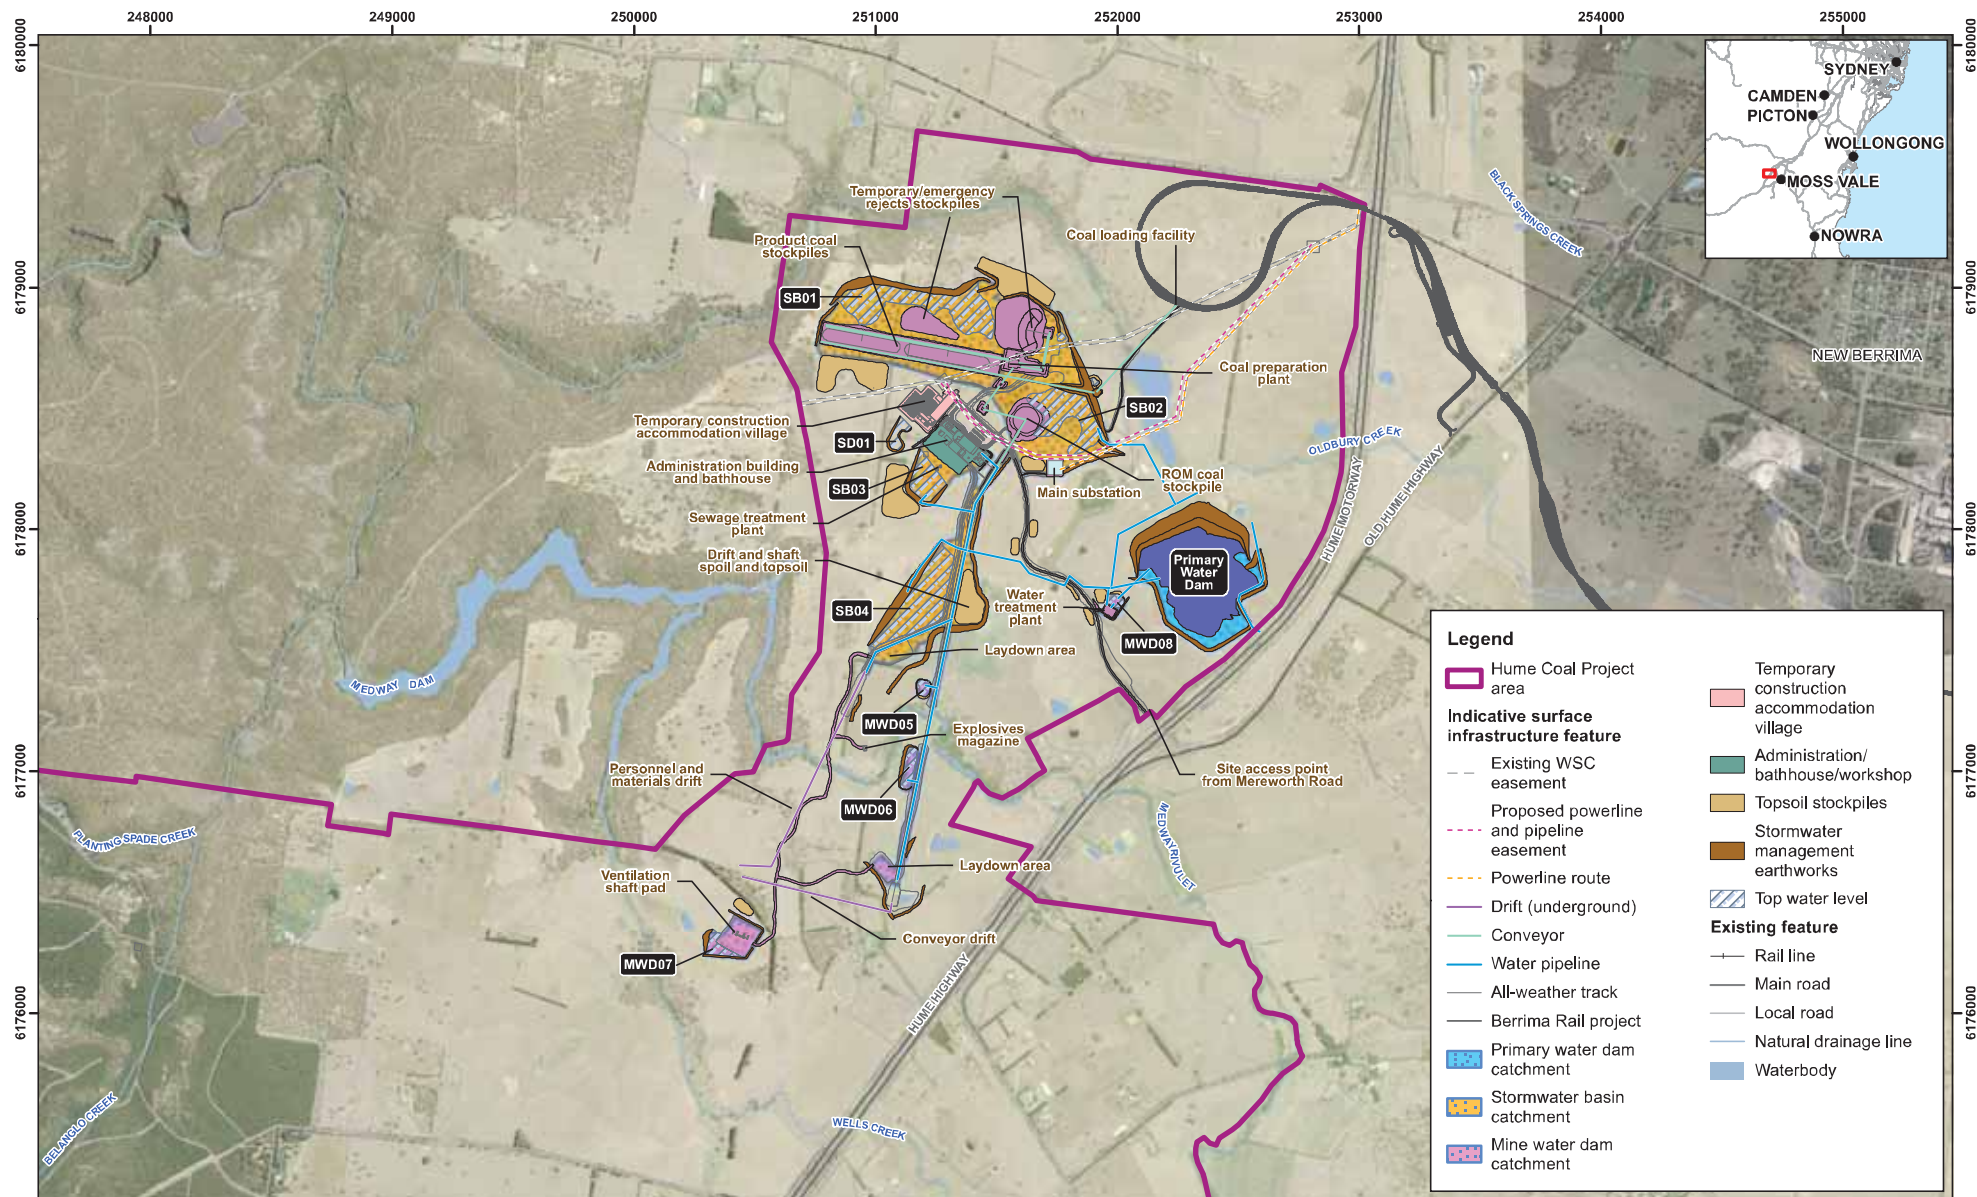 248000
249000
250000
251000
252000
253000
254000
255000
6180000
6179000
6178000
6177000
6176000
6180000
6179000
6178000
6177000
6176000
SYDNEY
CAMDEN
PICTON
WOLLONGONG
MOSS VALE
NOWRA
BLACK SPRINGS CREEK
NEW BERRIMA
Temporary/emergency
rejects stockpiles
Product coal
stockpiles
Coal loading facility
SB01
Coal preparation
plant
SB02
Temporary construction
accommodation village
SD01
OLDBURY CREEK
Administration building
and bathhouse
SB03
ROM coal
stockpile
Main substation
HUME MOTORWAY
OLD HUME HIGHWAY
Sewage treatment
plant
Drift and shaft
spoil and topsoil
Primary
Water
Dam
SB04
Water
treatment
plant
MWD08
Laydown area
MEDWAY DAM
MWD05
Explosives
magazine
Personnel and
materials drift
Site access point
from Mereworth Road
MWD06
PLANTING SPADE CREEK
MEDWAY RIVULET
Laydown area
Ventilation
shaft pad
Conveyor drift
MWD07
HUME HIGHWAY
BELANGLO CREEK
WELLS CREEK
Legend
Hume Coal Project
area
Indicative surface
infrastructure feature
Existing WSC
easement
Proposed powerline
and pipeline
easement
Powerline route
Drift (underground)
Conveyor
Water pipeline
All-weather track
Berrima Rail project
Primary water dam
catchment
Stormwater basin
catchment
Mine water dam
catchment
Temporary
construction
accommodation
village
Administration/
bathhouse/workshop
Topsoil stockpiles
Stormwater
management
earthworks
Top water level
Existing feature
Rail line
Main road
Local road
Natural drainage line
Waterbody